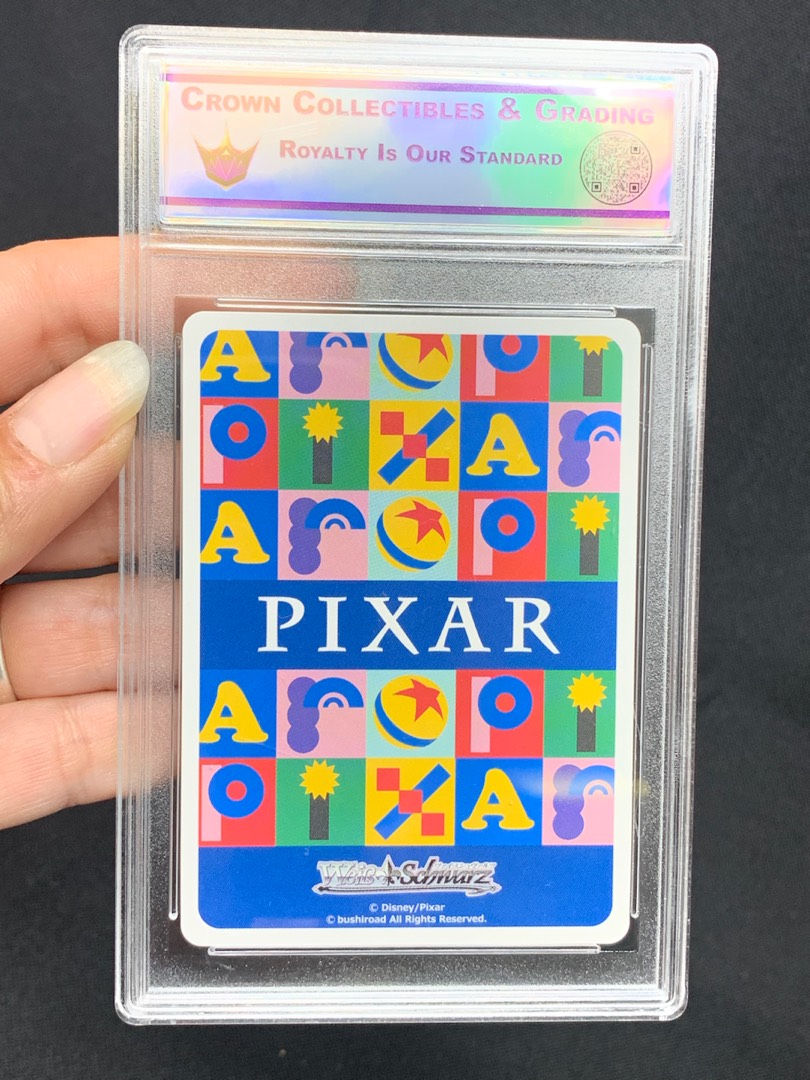 CROWN COLLECTIBLES & GRADING
ROYALTY IS OUR STANDARD
A r P i
P i X A r
A r P i
PIXAR
A r P i
P i X A r
Weiß Schwarz
© Disney/Pixar
© bushiroad All Rights Reserved.